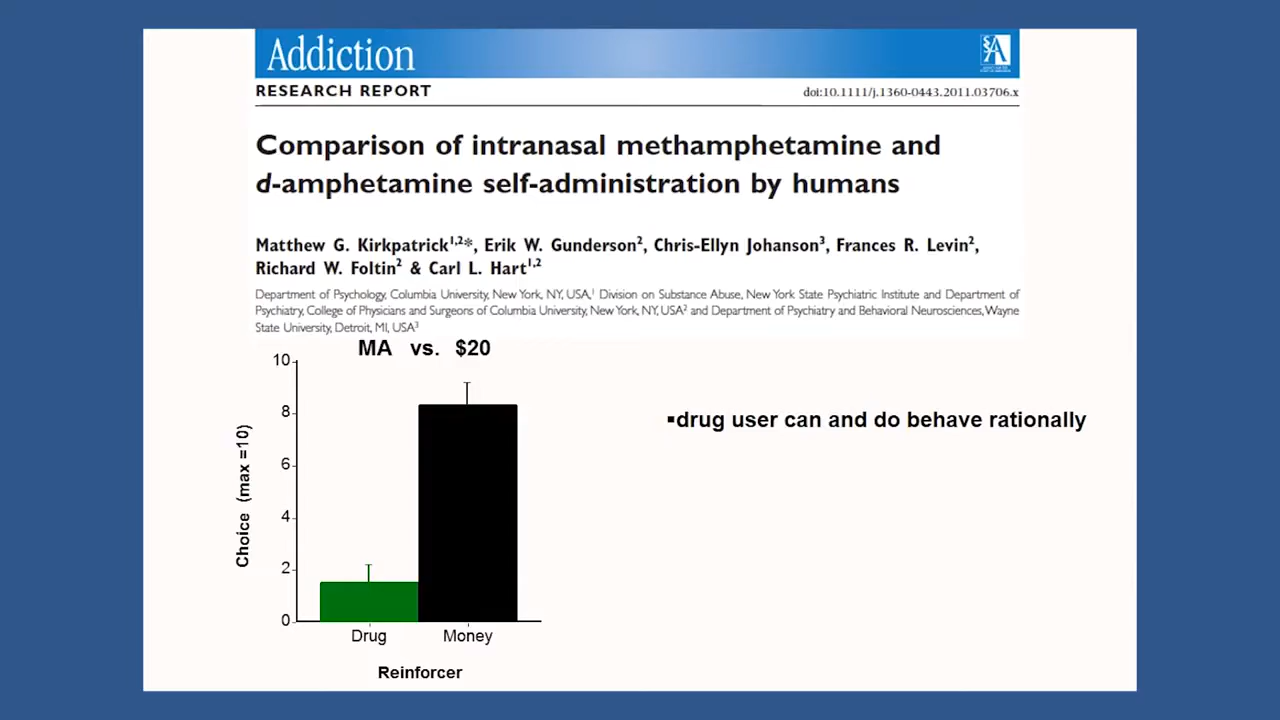 Addiction
RESEARCH REPORT
doi:10.1111/j.1360-0443.2011.03706.x
Comparison of intranasal methamphetamine and
d-amphetamine self-administration by humans
Matthew G. Kirkpatrick1,2*, Erik W. Gunderson2, Chris-Ellyn Johanson3, Frances R. Levin2,
Richard W. Foltin2 & Carl L. Hart1,2
Department of Psychology, Columbia University, New York, NY, USA,1 Division on Substance Abuse, New York State Psychiatric Institute and Department of
Psychiatry, College of Physicians and Surgeons of Columbia University, New York, NY, USA2 and Department of Psychiatry and Behavioral Neurosciences, Wayne
State University, Detroit, MI, USA3
MA vs. $20
10
8
6
4
2
0
Choice (max =10)
Drug
Money
Reinforcer
▪drug user can and do behave rationally